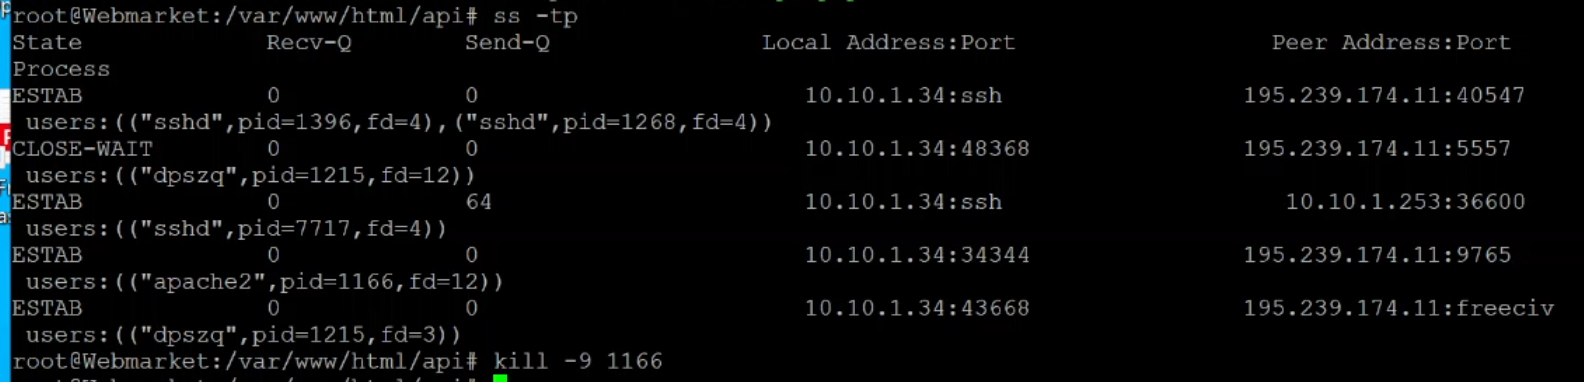 root@Webmarket:/var/www/html/api# ss -tp
State Recv-Q Send-Q Local Address:Port Peer Address:Port
Process
ESTAB 0 0 10.10.1.34:ssh 195.239.174.11:40547
users:(("sshd",pid=1396,fd=4),("sshd",pid=1268,fd=4))
CLOSE-WAIT 0 0 10.10.1.34:48368 195.239.174.11:5557
users:(("dpszq",pid=1215,fd=12))
ESTAB 0 64 10.10.1.34:ssh 10.10.1.253:36600
users:(("sshd",pid=7717,fd=4))
ESTAB 0 0 10.10.1.34:34344 195.239.174.11:9765
users:(("apache2",pid=1166,fd=12))
ESTAB 0 0 10.10.1.34:43668 195.239.174.11:freeciv
users:(("dpszq",pid=1215,fd=3))
root@Webmarket:/var/www/html/api# kill -9 1166